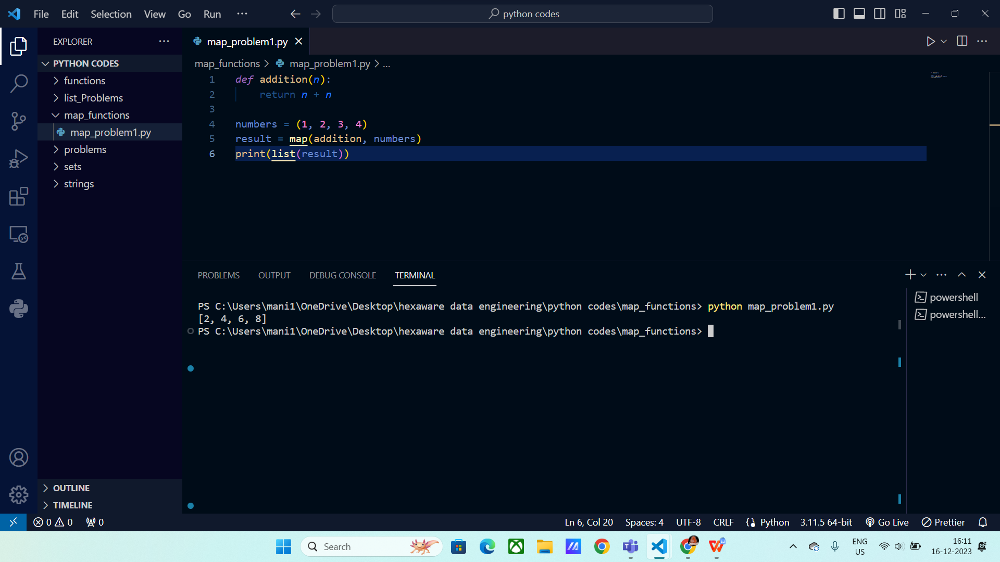 File Edit Selection View Go Run ...
python codes
EXPLORER
map_problem1.py
PYTHON CODES
functions
list_Problems
map_functions
map_problem1.py
problems
sets
strings
OUTLINE
TIMELINE
map_functions > map_problem1.py > ...
1 def addition(n):
2 return n + n
3
4 numbers = (1, 2, 3, 4)
5 result = map(addition, numbers)
6 print(list(result))
PROBLEMS OUTPUT DEBUG CONSOLE TERMINAL
PS C:\Users\mani1\OneDrive\Desktop\hexaware data engineering\python codes\map_functions> python map_problem1.py
[2, 4, 6, 8]
PS C:\Users\mani1\OneDrive\Desktop\hexaware data engineering\python codes\map_functions>
powershell
powershell...
0 0 0
Ln 6, Col 20 Spaces: 4 UTF-8 CRLF Python 3.11.5 64-bit Go Live Prettier
Search
ENG
US
16:11
16-12-2023